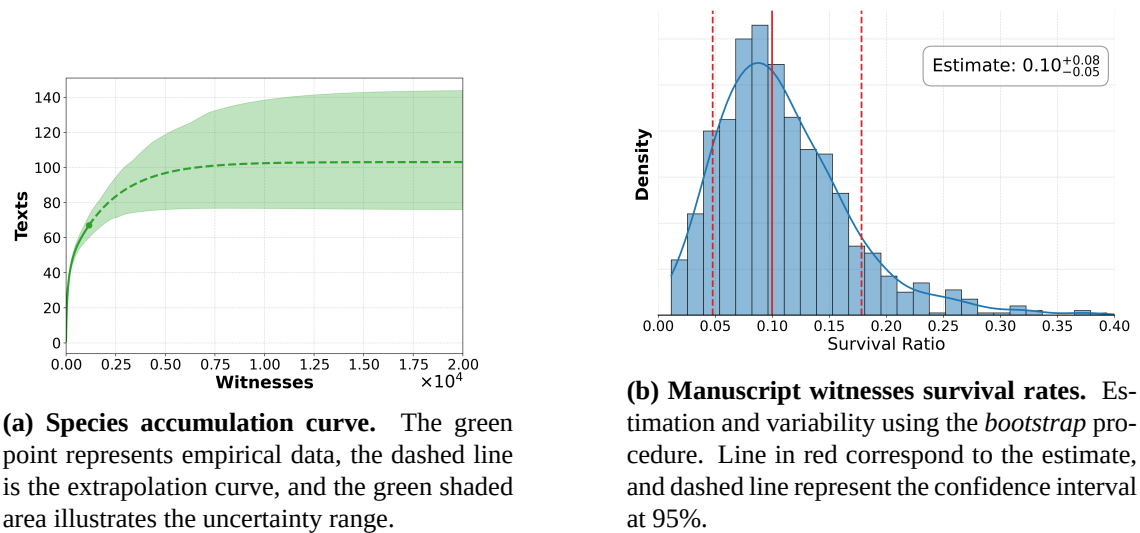 140
120
100
80
60
40
20
0
Texts
0.00 0.25 0.50 0.75 1.00 1.25 1.50 1.75 2.00
Witnesses
×10⁴
(a) Species accumulation curve. The green
point represents empirical data, the dashed line
is the extrapolation curve, and the green shaded
area illustrates the uncertainty range.
Estimate: 0.10+0.08−0.05
Density
0.00 0.05 0.10 0.15 0.20 0.25 0.30 0.35 0.40
Survival Ratio
(b) Manuscript witnesses survival rates. Es-
timation and variability using the bootstrap pro-
cedure. Line in red correspond to the estimate,
and dashed line represent the confidence interval
at 95%.